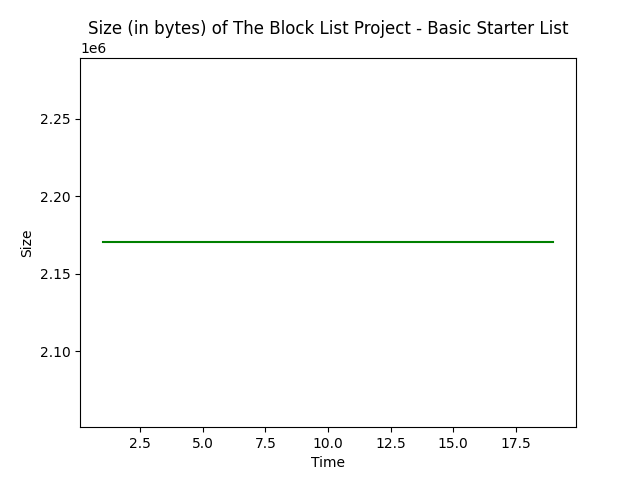 Size (in bytes) of The Block List Project - Basic Starter List
1e6
2.25
2.20
2.15
2.10
Size
2.5 5.0 7.5 10.0 12.5 15.0 17.5
Time